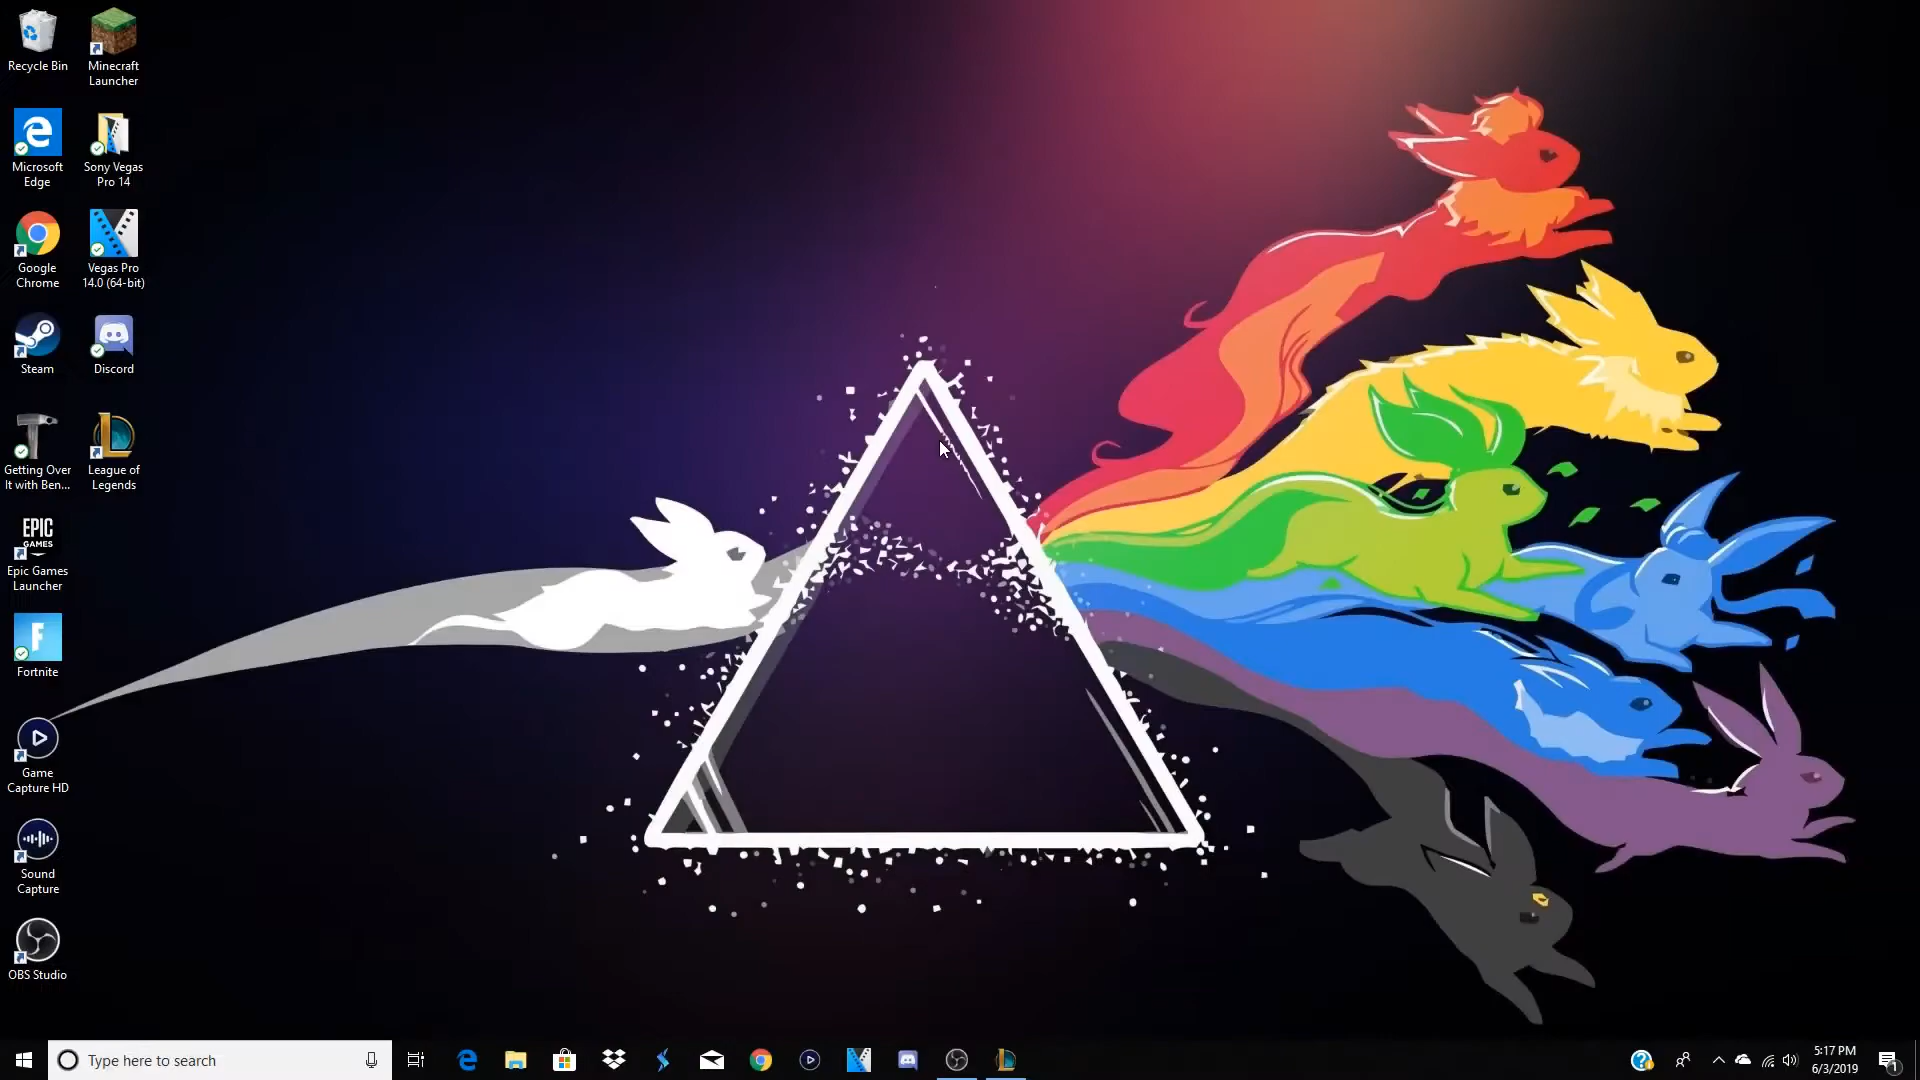 Recycle Bin
Minecraft
Launcher
Microsoft
Edge
Sony Vegas
Pro 14
Google
Chrome
Vegas Pro
14.0 (64-bit)
Steam
Discord
Getting Over
It with Ben...
League of
Legends
EPIC
GAMES
Epic Games
Launcher
F
Fortnite
Game
Capture HD
Sound
Capture
OBS Studio
Type here to search
5:17 PM
6/3/2019
1